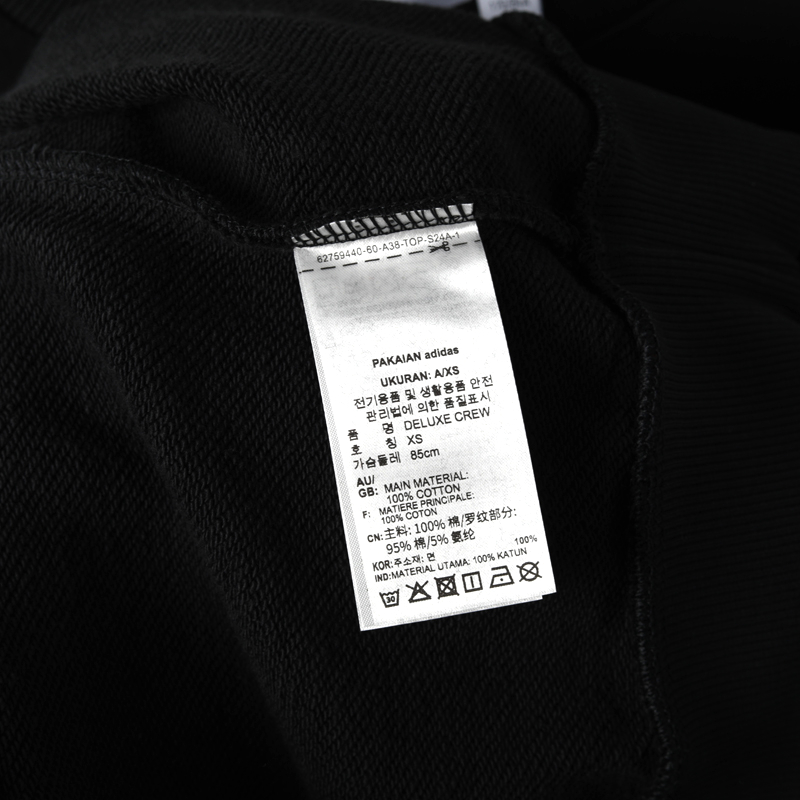 62759440-60-A38-TOP-S24A-1
PAKAIAN adidas
UKURAN: A/XS
전기용품 및 생활용품 안전
관리법에 의한 품질표시
품 명 DELUXE CREW
호 칭 XS
가슴둘레 85cm
AU/
GB: MAIN MATERIAL:
100% COTTON
F: MATIERE PRINCIPALE:
100% COTON
CN:主料: 100% 棉/罗纹部分:
95% 棉/5% 氨纶
KOR:주소재: 면 100%
IND:MATERIAL UTAMA: 100% KATUN
30